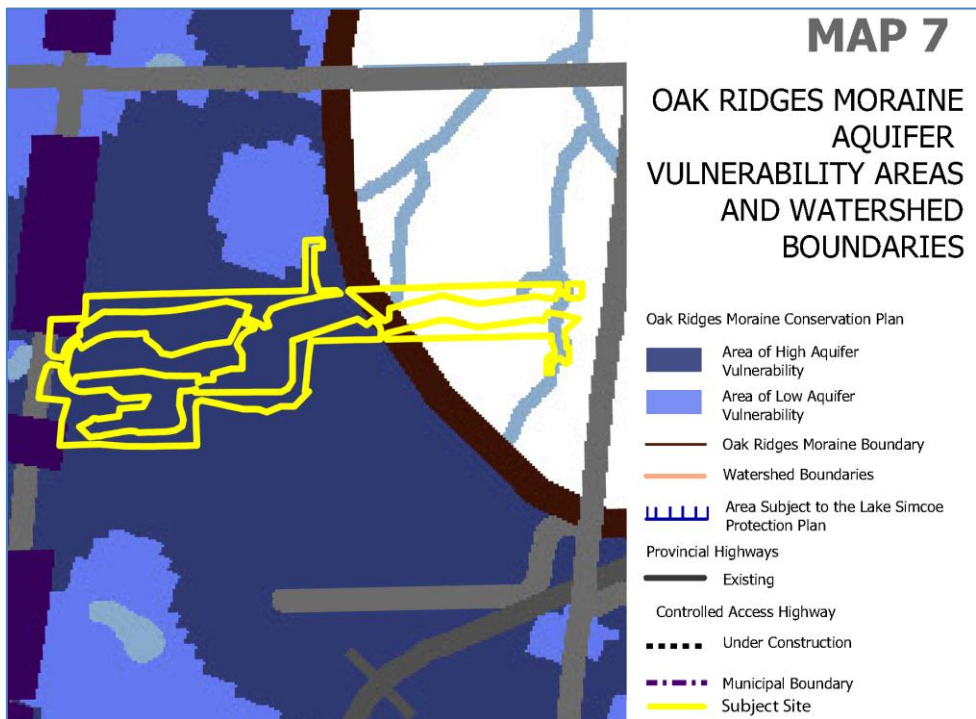 MAP 7
OAK RIDGES MORAINE
AQUIFER
VULNERABILITY AREAS
AND WATERSHED
BOUNDARIES
Oak Ridges Moraine Conservation Plan
Area of High Aquifer
Vulnerability
Area of Low Aquifer
Vulnerability
Oak Ridges Moraine Boundary
Watershed Boundaries
Area Subject to the Lake Simcoe
Protection Plan
Provincial Highways
Existing
Controlled Access Highway
Under Construction
Municipal Boundary
Subject Site